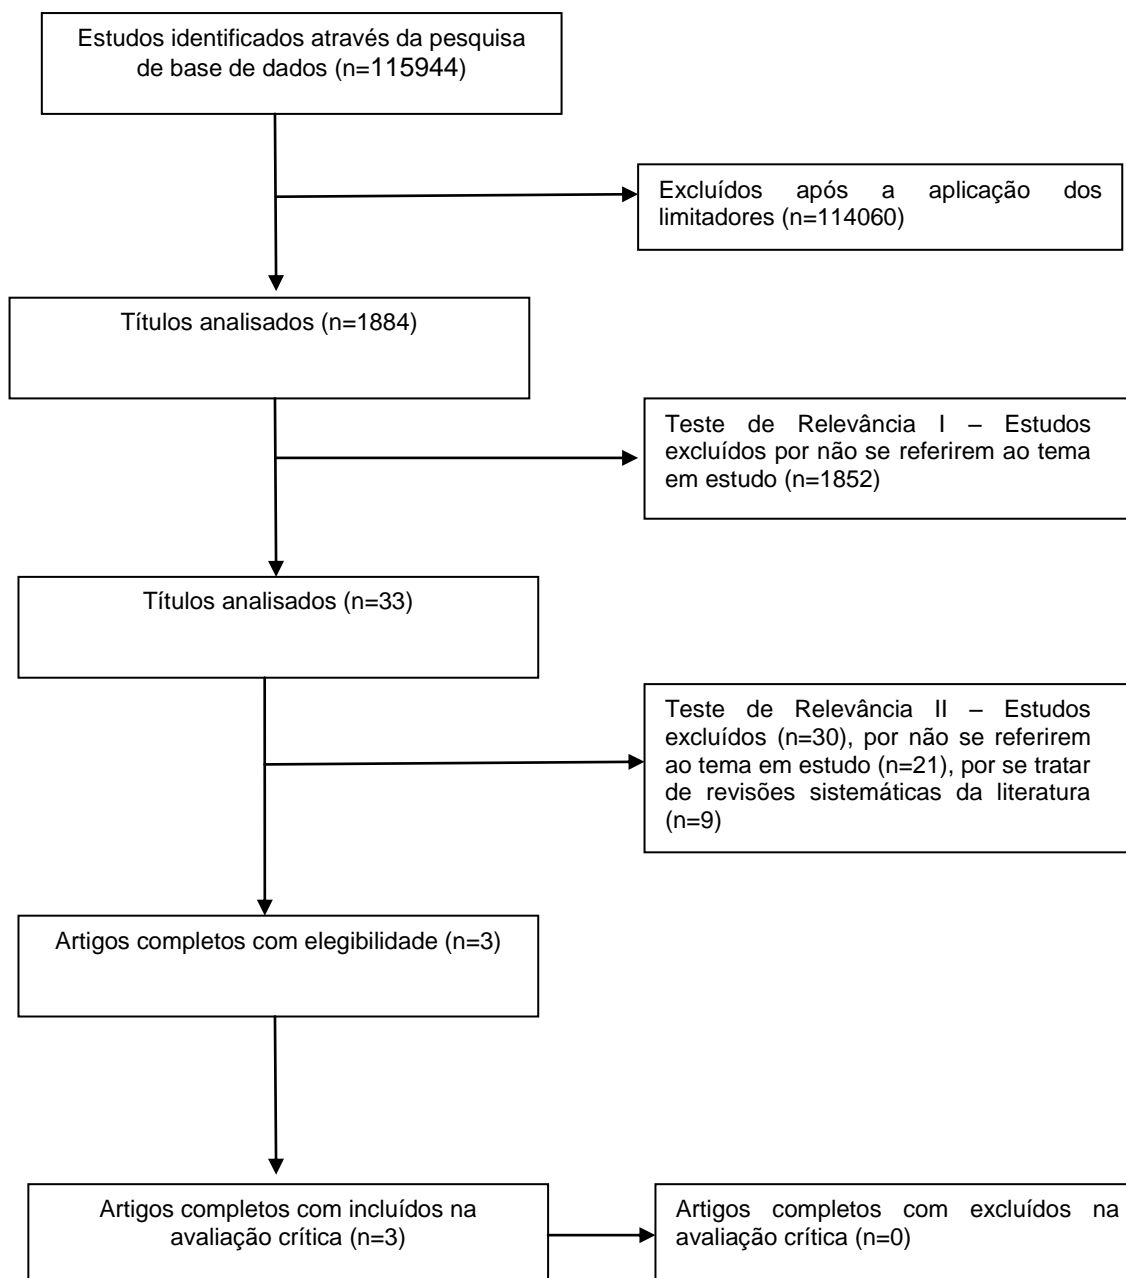 Estudos identificados através da pesquisa
de base de dados (n=115944)
Excluídos após a aplicação dos
limitadores (n=114060)
Títulos analisados (n=1884)
Teste de Relevância I – Estudos
excluídos por não se referirem ao tema
em estudo (n=1852)
Títulos analisados (n=33)
Teste de Relevância II – Estudos
excluídos (n=30), por não se referirem
ao tema em estudo (n=21), por se tratar
de revisões sistemáticas da literatura
(n=9)
Artigos completos com elegibilidade (n=3)
Artigos completos com incluídos na
avaliação crítica (n=3)
Artigos completos com excluídos na
avaliação crítica (n=0)